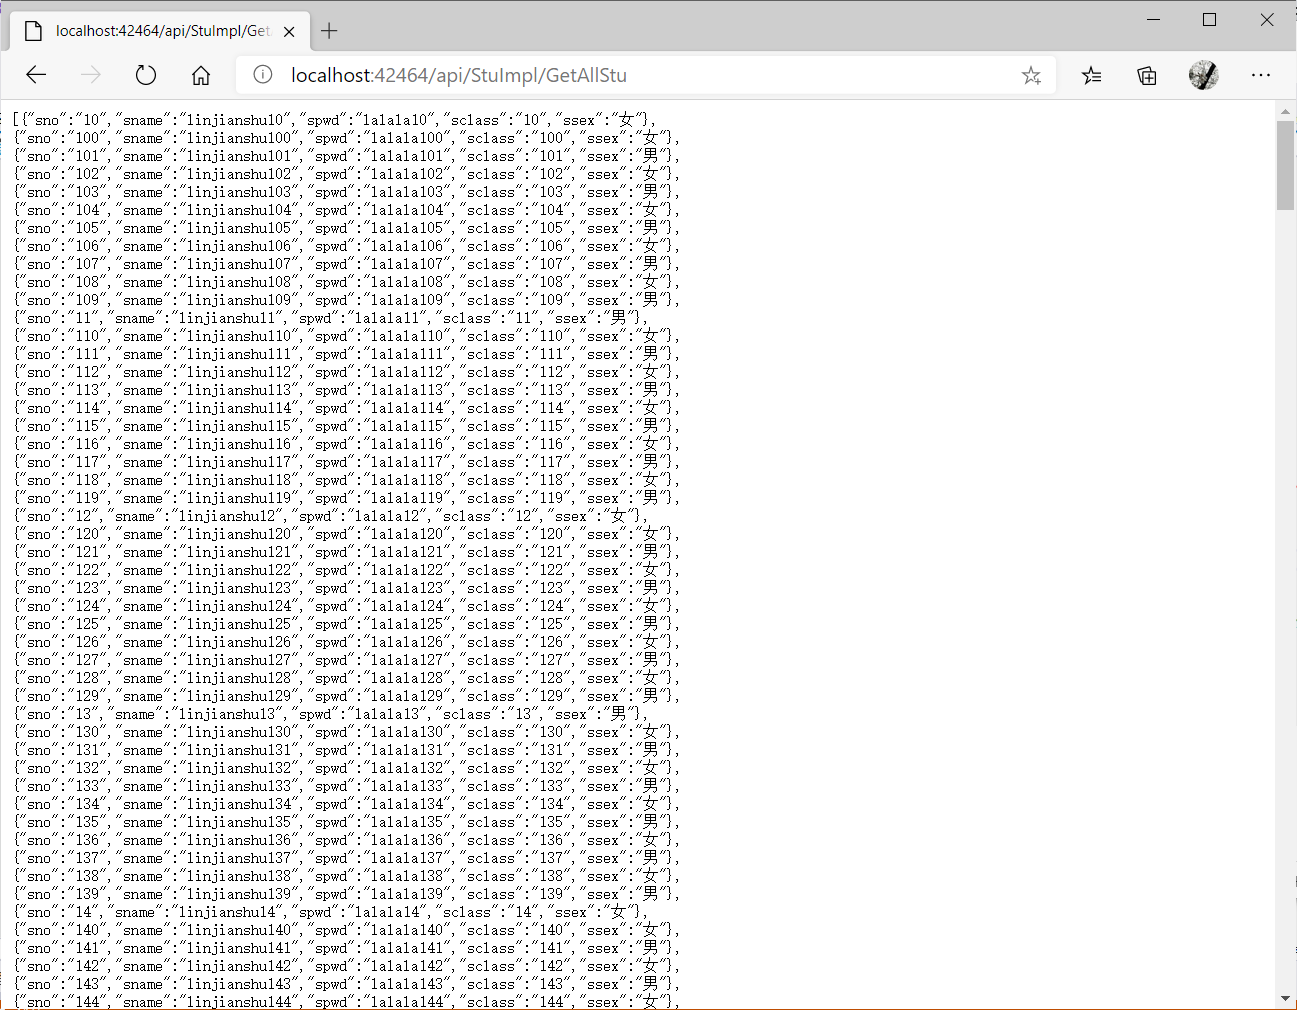 localhost:42464/api/StuImpl/Get
localhost:42464/api/StuImpl/GetAllStu
[{"sno":"10","sname":"linjianshu10","spwd":"lalala10","sclass":"10","ssex":"女"},
{"sno":"100","sname":"linjianshu100","spwd":"lalala100","sclass":"100","ssex":"女"},
{"sno":"101","sname":"linjianshu101","spwd":"lalala101","sclass":"101","ssex":"男"},
{"sno":"102","sname":"linjianshu102","spwd":"lalala102","sclass":"102","ssex":"女"},
{"sno":"103","sname":"linjianshu103","spwd":"lalala103","sclass":"103","ssex":"男"},
{"sno":"104","sname":"linjianshu104","spwd":"lalala104","sclass":"104","ssex":"女"},
{"sno":"105","sname":"linjianshu105","spwd":"lalala105","sclass":"105","ssex":"男"},
{"sno":"106","sname":"linjianshu106","spwd":"lalala106","sclass":"106","ssex":"女"},
{"sno":"107","sname":"linjianshu107","spwd":"lalala107","sclass":"107","ssex":"男"},
{"sno":"108","sname":"linjianshu108","spwd":"lalala108","sclass":"108","ssex":"女"},
{"sno":"109","sname":"linjianshu109","spwd":"lalala109","sclass":"109","ssex":"男"},
{"sno":"11","sname":"linjianshu11","spwd":"lalala11","sclass":"11","ssex":"男"},
{"sno":"110","sname":"linjianshu110","spwd":"lalala110","sclass":"110","ssex":"女"},
{"sno":"111","sname":"linjianshu111","spwd":"lalala111","sclass":"111","ssex":"男"},
{"sno":"112","sname":"linjianshu112","spwd":"lalala112","sclass":"112","ssex":"女"},
{"sno":"113","sname":"linjianshu113","spwd":"lalala113","sclass":"113","ssex":"男"},
{"sno":"114","sname":"linjianshu114","spwd":"lalala114","sclass":"114","ssex":"女"},
{"sno":"115","sname":"linjianshu115","spwd":"lalala115","sclass":"115","ssex":"男"},
{"sno":"116","sname":"linjianshu116","spwd":"lalala116","sclass":"116","ssex":"女"},
{"sno":"117","sname":"linjianshu117","spwd":"lalala117","sclass":"117","ssex":"男"},
{"sno":"118","sname":"linjianshu118","spwd":"lalala118","sclass":"118","ssex":"女"},
{"sno":"119","sname":"linjianshu119","spwd":"lalala119","sclass":"119","ssex":"男"},
{"sno":"12","sname":"linjianshu12","spwd":"lalala12","sclass":"12","ssex":"女"},
{"sno":"120","sname":"linjianshu120","spwd":"lalala120","sclass":"120","ssex":"女"},
{"sno":"121","sname":"linjianshu121","spwd":"lalala121","sclass":"121","ssex":"男"},
{"sno":"122","sname":"linjianshu122","spwd":"lalala122","sclass":"122","ssex":"女"},
{"sno":"123","sname":"linjianshu123","spwd":"lalala123","sclass":"123","ssex":"男"},
{"sno":"124","sname":"linjianshu124","spwd":"lalala124","sclass":"124","ssex":"女"},
{"sno":"125","sname":"linjianshu125","spwd":"lalala125","sclass":"125","ssex":"男"},
{"sno":"126","sname":"linjianshu126","spwd":"lalala126","sclass":"126","ssex":"女"},
{"sno":"127","sname":"linjianshu127","spwd":"lalala127","sclass":"127","ssex":"男"},
{"sno":"128","sname":"linjianshu128","spwd":"lalala128","sclass":"128","ssex":"女"},
{"sno":"129","sname":"linjianshu129","spwd":"lalala129","sclass":"129","ssex":"男"},
{"sno":"13","sname":"linjianshu13","spwd":"lalala13","sclass":"13","ssex":"男"},
{"sno":"130","sname":"linjianshu130","spwd":"lalala130","sclass":"130","ssex":"女"},
{"sno":"131","sname":"linjianshu131","spwd":"lalala131","sclass":"131","ssex":"男"},
{"sno":"132","sname":"linjianshu132","spwd":"lalala132","sclass":"132","ssex":"女"},
{"sno":"133","sname":"linjianshu133","spwd":"lalala133","sclass":"133","ssex":"男"},
{"sno":"134","sname":"linjianshu134","spwd":"lalala134","sclass":"134","ssex":"女"},
{"sno":"135","sname":"linjianshu135","spwd":"lalala135","sclass":"135","ssex":"男"},
{"sno":"136","sname":"linjianshu136","spwd":"lalala136","sclass":"136","ssex":"女"},
{"sno":"137","sname":"linjianshu137","spwd":"lalala137","sclass":"137","ssex":"男"},
{"sno":"138","sname":"linjianshu138","spwd":"lalala138","sclass":"138","ssex":"女"},
{"sno":"139","sname":"linjianshu139","spwd":"lalala139","sclass":"139","ssex":"男"},
{"sno":"14","sname":"linjianshu14","spwd":"lalala14","sclass":"14","ssex":"女"},
{"sno":"140","sname":"linjianshu140","spwd":"lalala140","sclass":"140","ssex":"女"},
{"sno":"141","sname":"linjianshu141","spwd":"lalala141","sclass":"141","ssex":"男"},
{"sno":"142","sname":"linjianshu142","spwd":"lalala142","sclass":"142","ssex":"女"},
{"sno":"143","sname":"linjianshu143","spwd":"lalala143","sclass":"143","ssex":"男"},
{"sno":"144","sname":"linjianshu144","spwd":"lalala144","sclass":"144","ssex":"女"},